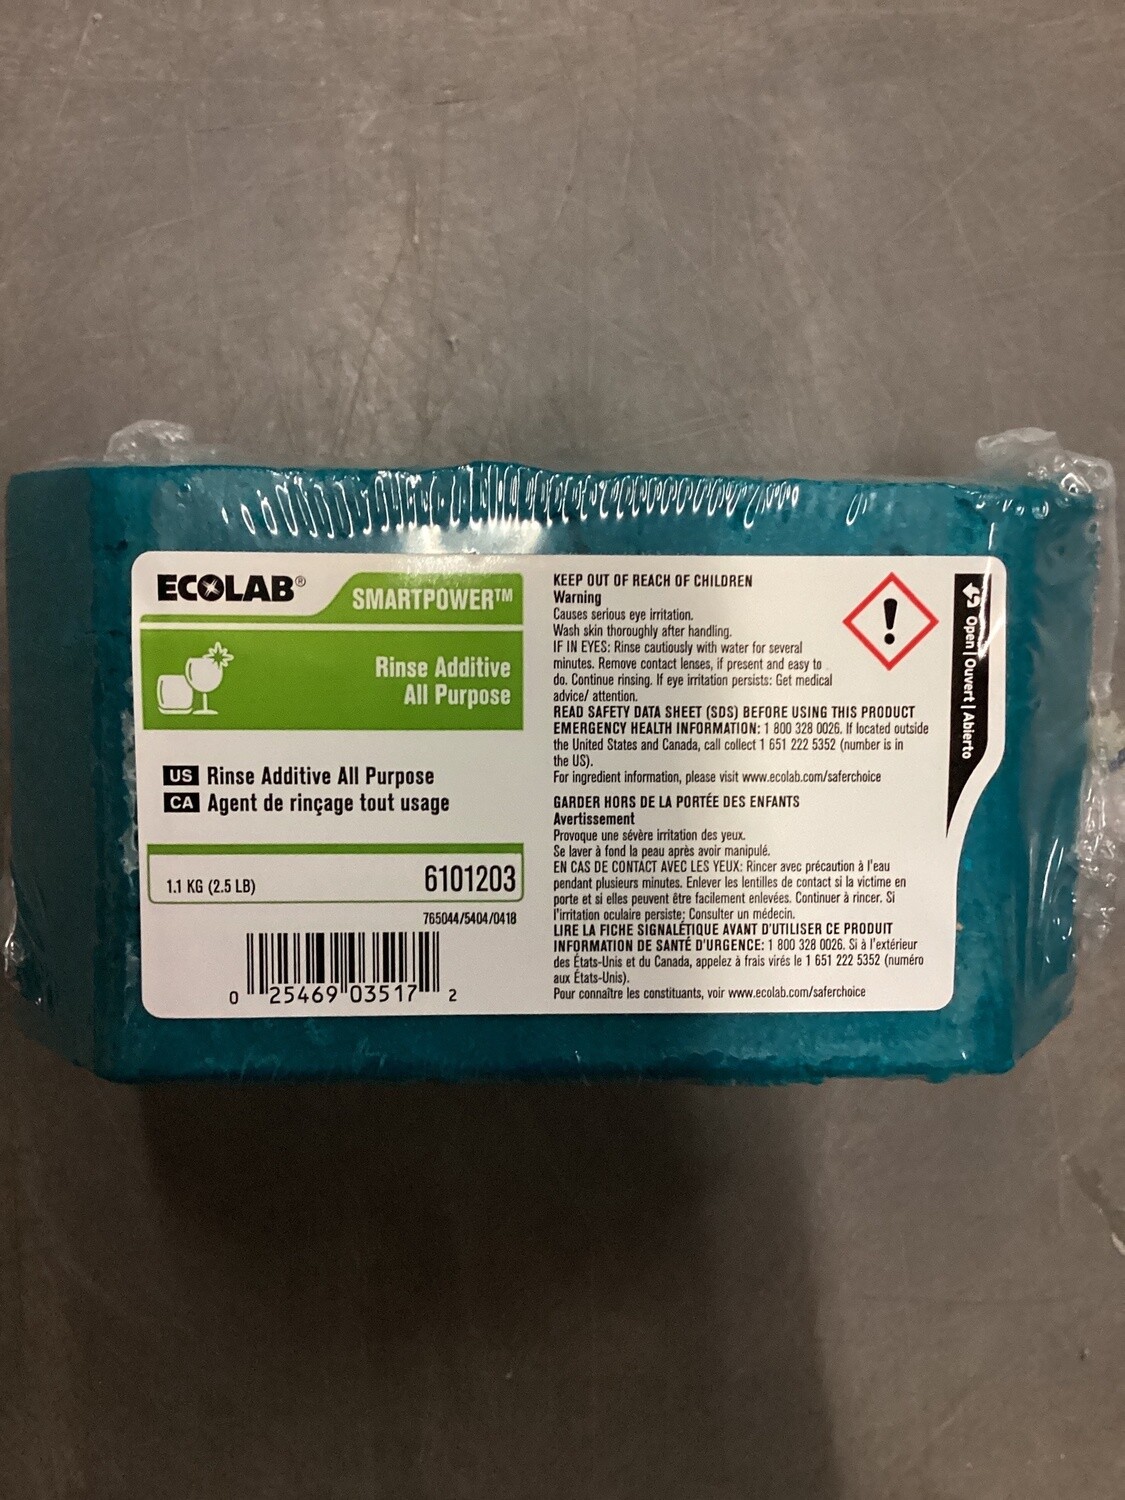 ECOLAB®
SMARTPOWER™
Rinse Additive
All Purpose
US Rinse Additive All Purpose
CA Agent de rinçage tout usage
1.1 KG (2.5 LB)
6101203
765044/5404/0418
0 25469 03517 2
KEEP OUT OF REACH OF CHILDREN
Warning
Causes serious eye irritation.
Wash skin thoroughly after handling.
IF IN EYES: Rinse cautiously with water for several
minutes. Remove contact lenses, if present and easy to
do. Continue rinsing. If eye irritation persists: Get medical
advice/ attention.
READ SAFETY DATA SHEET (SDS) BEFORE USING THIS PRODUCT
EMERGENCY HEALTH INFORMATION: 1 800 328 0026. If located outside
the United States and Canada, call collect 1 651 222 5352 (number is in
the US).
For ingredient information, please visit www.ecolab.com/saferchoice
GARDER HORS DE LA PORTÉE DES ENFANTS
Avertissement
Provoque une sévère irritation des yeux.
Se laver à fond la peau après avoir manipulé.
EN CAS DE CONTACT AVEC LES YEUX: Rincer avec précaution à l'eau
pendant plusieurs minutes. Enlever les lentilles de contact si la victime en
porte et si elles peuvent être facilement enlevées. Continuer à rincer. Si
l'irritation oculaire persiste: Consulter un médecin.
LIRE LA FICHE SIGNALÉTIQUE AVANT D'UTILISER CE PRODUIT
INFORMATION DE SANTÉ D'URGENCE: 1 800 328 0026. Si à l'extérieur
des États-Unis et du Canada, appelez à frais virés le 1 651 222 5352 (numéro
aux États-Unis).
Pour connaître les constituants, voir www.ecolab.com/saferchoice
Open | Ouvert | Abierto